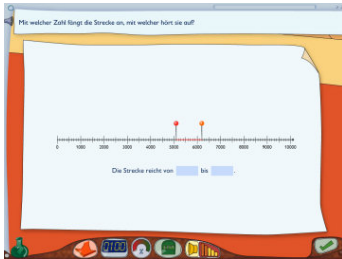 Mit welcher Zahl fängt die Strecke an, mit welcher hört sie auf?
0 1000 2000 3000 4000 5000 6000 7000 8000 9000 10000
Die Strecke reicht von bis .